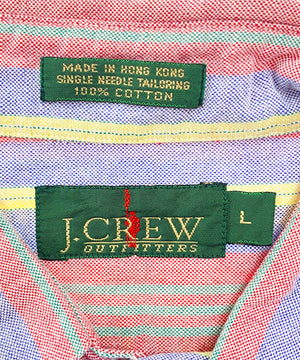 MADE IN HONG KONG
SINGLE NEEDLE TAILORING
100% COTTON
J.CREW
OUTFITTERS
L